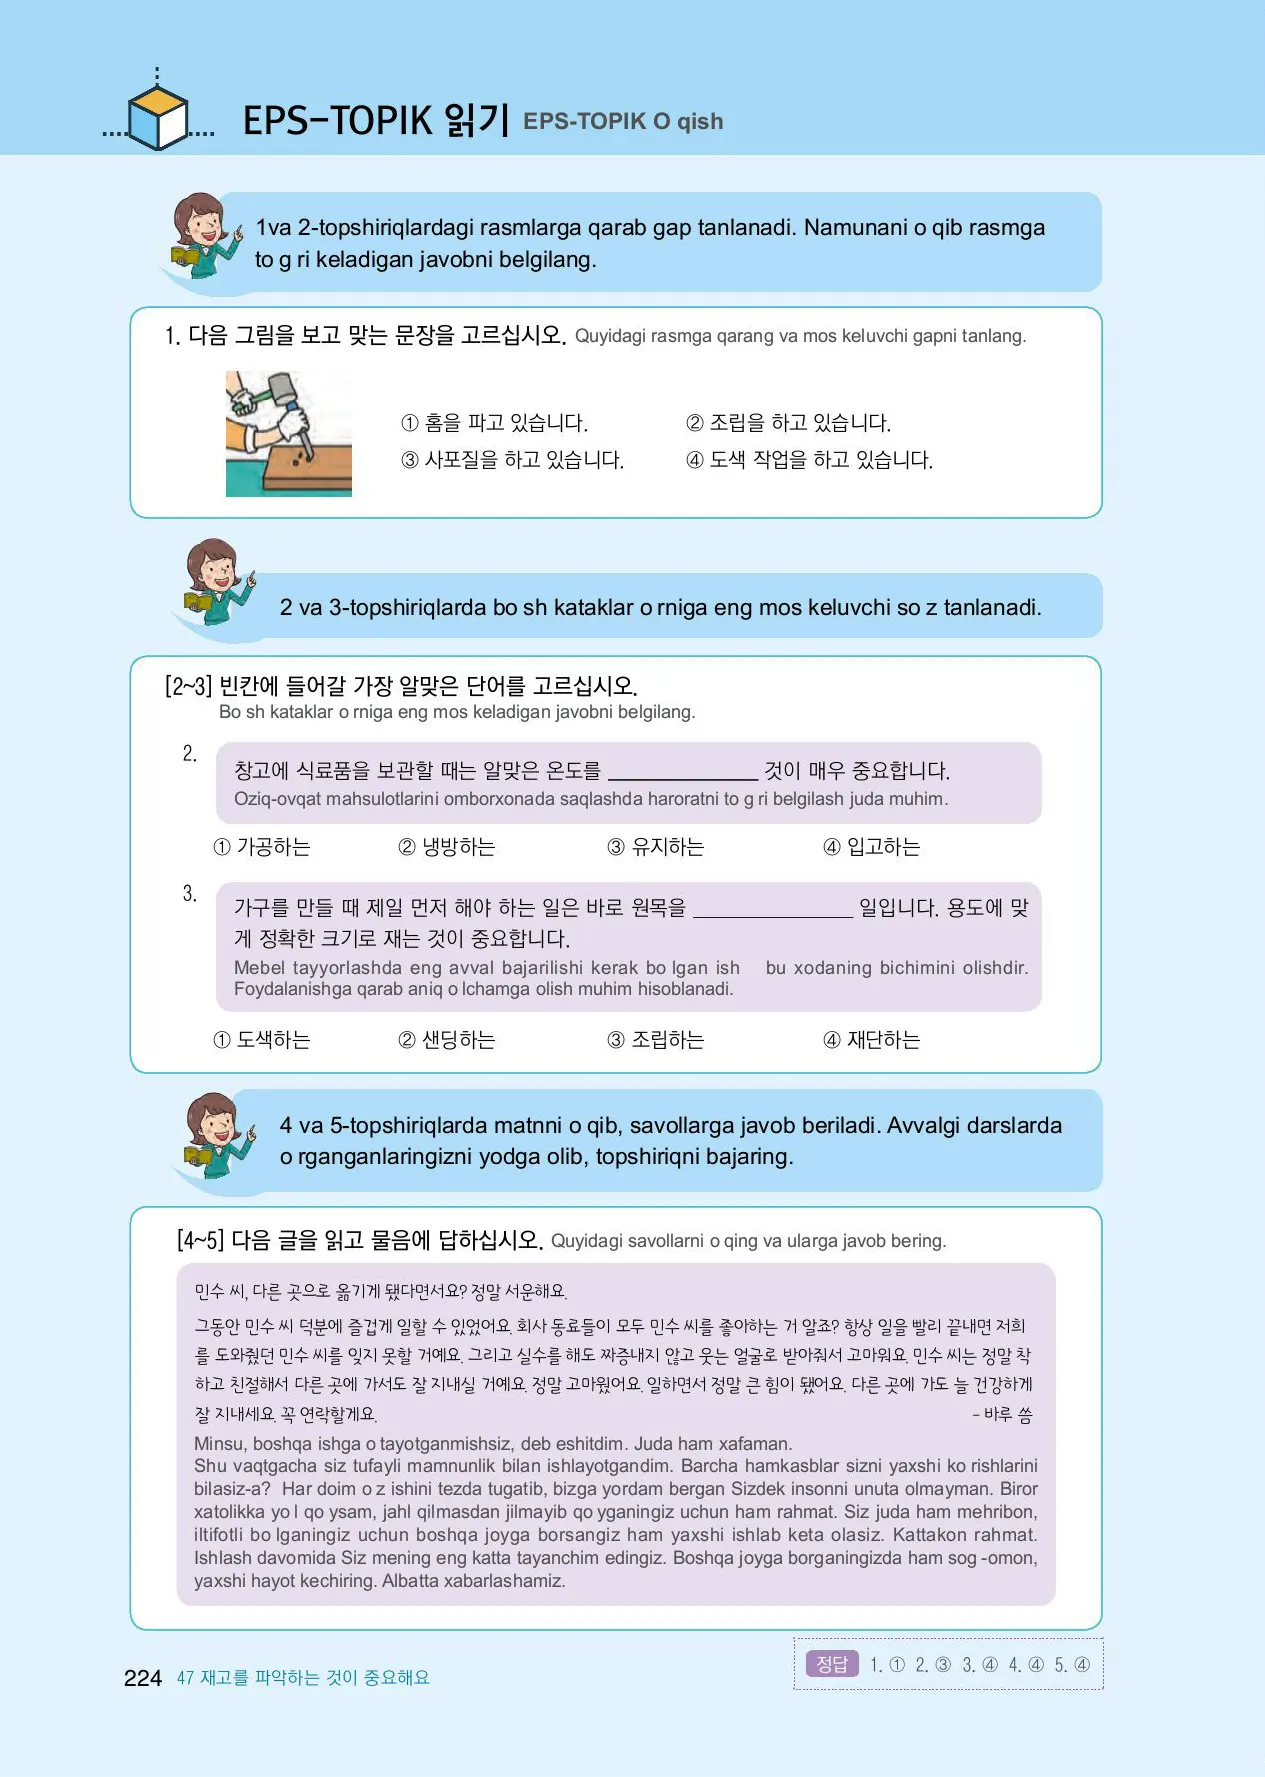 EPS-TOPIK 읽기 EPS-TOPIK O qish
1va 2-topshiriqlardagi rasmlarga qarab gap tanlanadi. Namunani o qib rasmga
to g ri keladigan javobni belgilang.
1. 다음 그림을 보고 맞는 문장을 고르십시오. Quyidagi rasmga qarang va mos keluvchi gapni tanlang.
① 홈을 파고 있습니다. ② 조립을 하고 있습니다.
③ 사포질을 하고 있습니다. ④ 도색 작업을 하고 있습니다.
2 va 3-topshiriqlarda bo sh kataklar o rniga eng mos keluvchi so z tanlanadi.
[2~3] 빈칸에 들어갈 가장 알맞은 단어를 고르십시오.
Bo sh kataklar o rniga eng mos keladigan javobni belgilang.
2.
창고에 식료품을 보관할 때는 알맞은 온도를 ______________ 것이 매우 중요합니다.
Oziq-ovqat mahsulotlarini omborxonada saqlashda haroratni to g ri belgilash juda muhim.
① 가공하는 ② 냉방하는 ③ 유지하는 ④ 입고하는
3.
가구를 만들 때 제일 먼저 해야 하는 일은 바로 원목을 _______________ 일입니다. 용도에 맞
게 정확한 크기로 재는 것이 중요합니다.
Mebel tayyorlashda eng avval bajarilishi kerak bo lgan ish bu xodaning bichimini olishdir.
Foydalanishga qarab aniq o lchamga olish muhim hisoblanadi.
① 도색하는 ② 샌딩하는 ③ 조립하는 ④ 재단하는
4 va 5-topshiriqlarda matnni o qib, savollarga javob beriladi. Avvalgi darslarda
o rganganlaringizni yodga olib, topshiriqni bajaring.
[4~5] 다음 글을 읽고 물음에 답하십시오. Quyidagi savollarni o qing va ularga javob bering.
민수 씨, 다른 곳으로 옮기게 됐다면서요? 정말 서운해요.
그동안 민수 씨 덕분에 즐겁게 일할 수 있었어요. 회사 동료들이 모두 민수 씨를 좋아하는 거 알죠? 항상 일을 빨리 끝내면 저희
를 도와줬던 민수 씨를 잊지 못할 거예요. 그리고 실수를 해도 짜증내지 않고 웃는 얼굴로 받아줘서 고마워요. 민수 씨는 정말 착
하고 친절해서 다른 곳에 가서도 잘 지내실 거예요. 정말 고마웠어요. 일하면서 정말 큰 힘이 됐어요. 다른 곳에 가도 늘 건강하게
잘 지내세요. 꼭 연락할게요. - 바루 씀
Minsu, boshqa ishga o tayotganmishsiz, deb eshitdim. Juda ham xafaman.
Shu vaqtgacha siz tufayli mamnunlik bilan ishlayotgandim. Barcha hamkasblar sizni yaxshi ko rishlarini
bilasiz-a? Har doim o z ishini tezda tugatib, bizga yordam bergan Sizdek insonni unuta olmayman. Biror
xatolikka yo l qo ysam, jahl qilmasdan jilmayib qo yganingiz uchun ham rahmat. Siz juda ham mehribon,
iltifotli bo lganingiz uchun boshqa joyga borsangiz ham yaxshi ishlab keta olasiz. Kattakon rahmat.
Ishlash davomida Siz mening eng katta tayanchim edingiz. Boshqa joyga borganingizda ham sog -omon,
yaxshi hayot kechiring. Albatta xabarlashamiz.
정답 1. ① 2. ③ 3. ④ 4. ④ 5. ④
224 47 재고를 파악하는 것이 중요해요